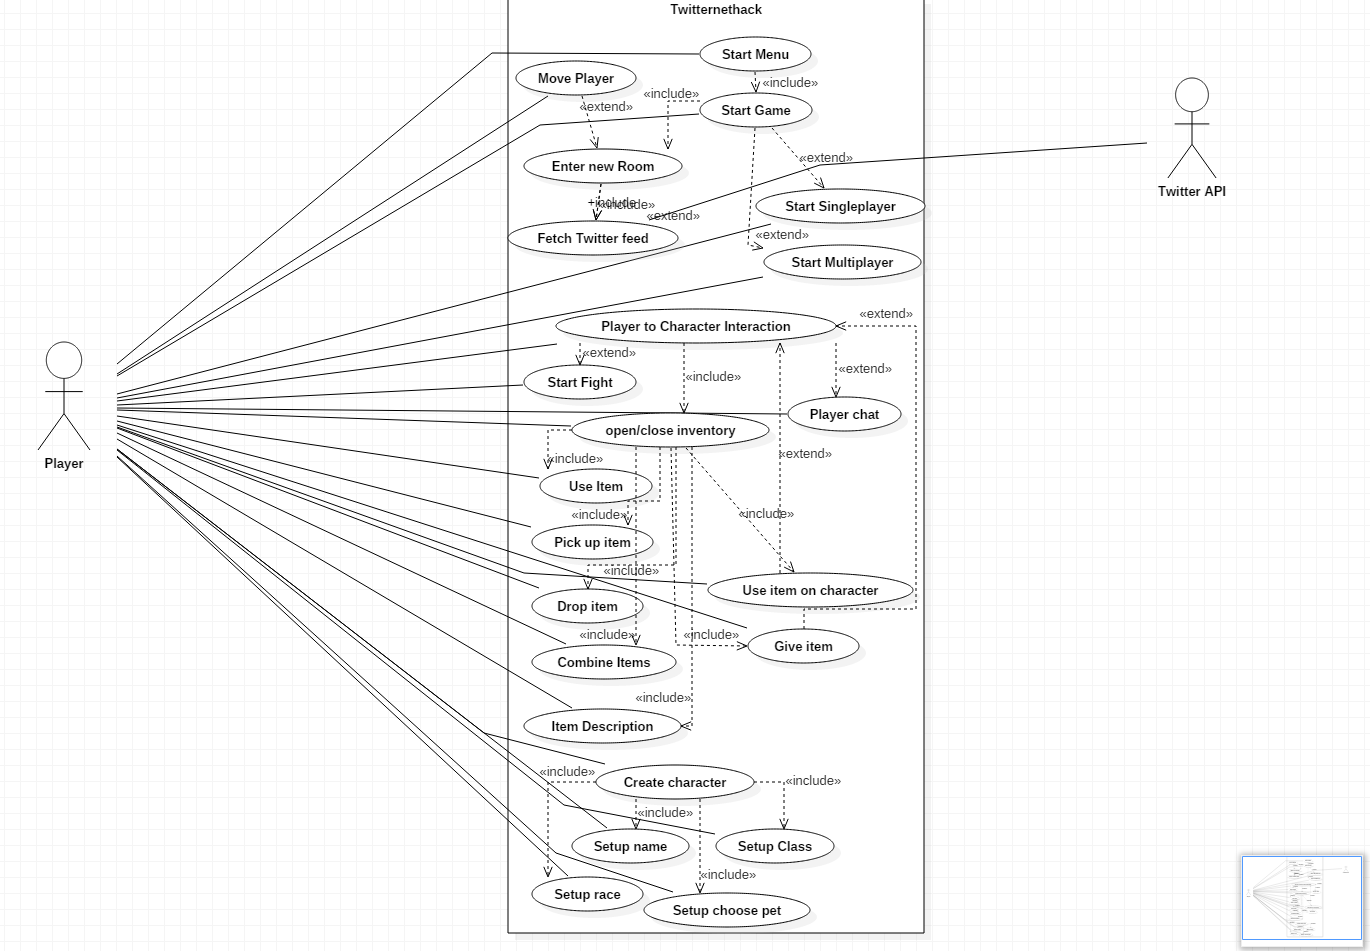 Twitternethack
Start Menu
Move Player
«include»
«include»
«extend»
Start Game
«extend»
Enter new Room
Twitter API
+include
«include»
Start Singleplayer
«extend»
«extend»
Fetch Twitter feed
Start Multiplayer
«extend»
Player to Character Interaction
«extend»
«extend»
«include»
Start Fight
Player chat
open/close inventory
«extend»
«include»
Player
Use Item
«include»
«include»
Pick up item
«include»
Use item on character
Drop item
«include»
«include»
Give item
Combine Items
«include»
Item Description
«include»
Create character
«include»
«include»
Setup name
Setup Class
«include»
Setup race
Setup choose pet